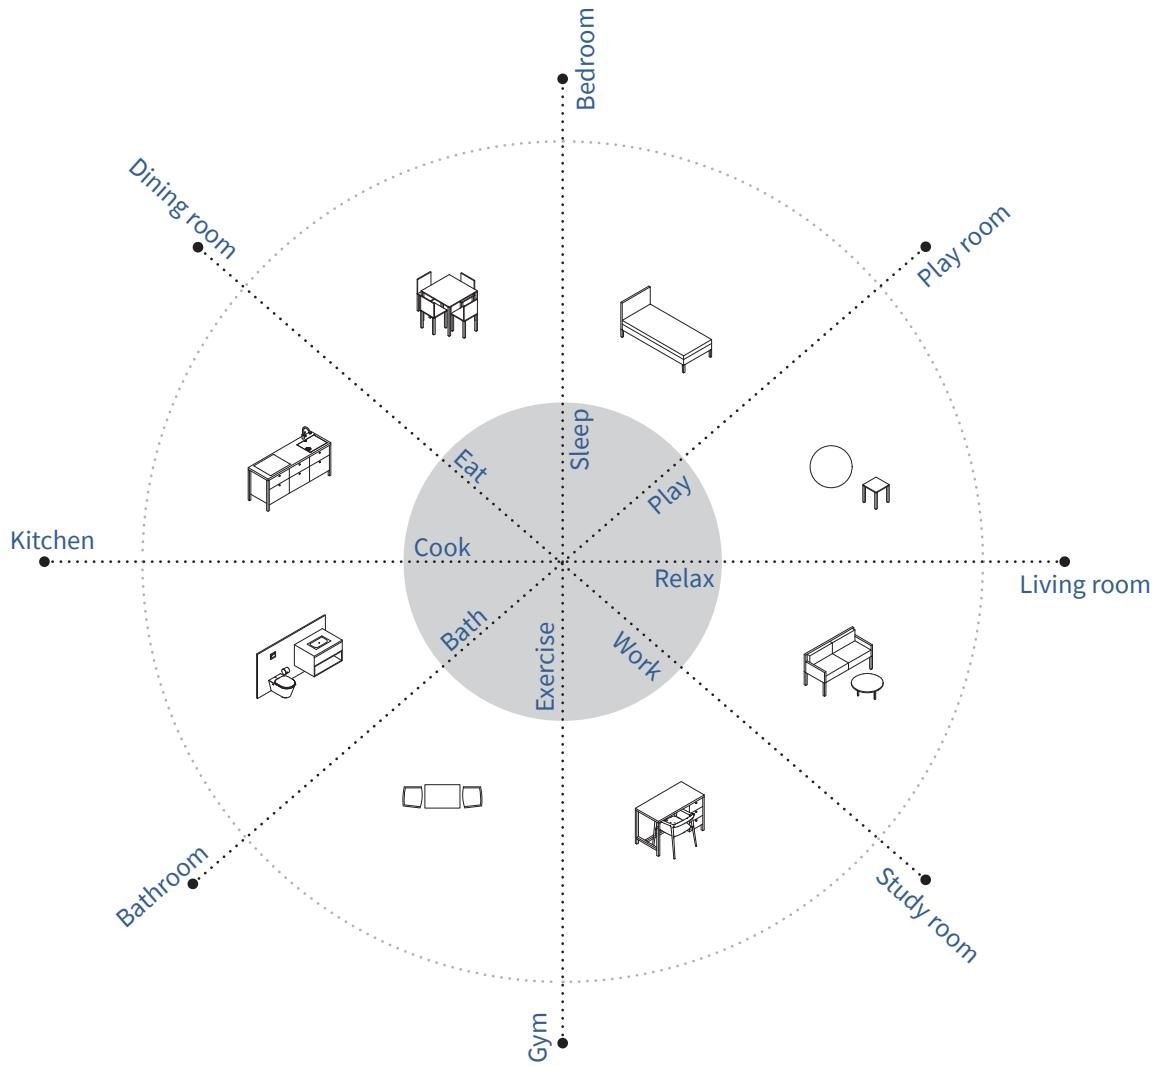 Bedroom
Dining room
Play room
Sleep
Eat
Play
Kitchen
Cook
Relax
Living room
Bath
Exercise
Work
Bathroom
Study room
Gym